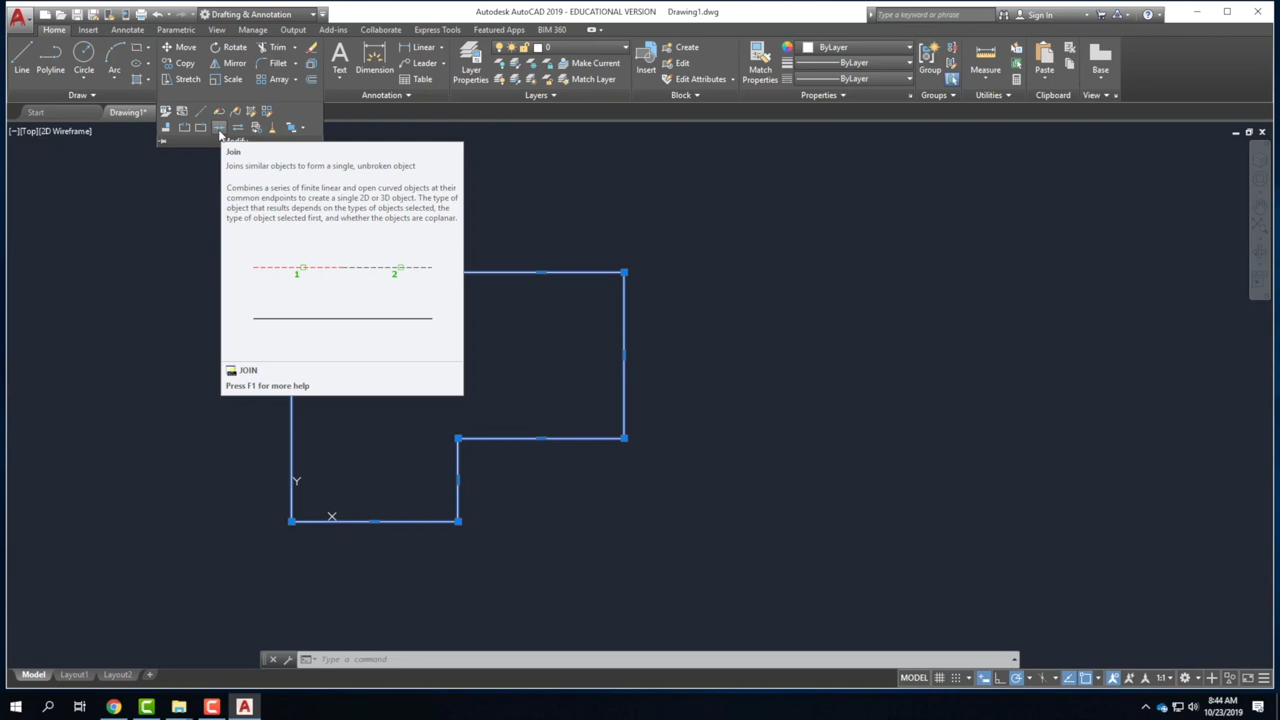 Drafting & Annotation
Autodesk AutoCAD 2019 - EDUCATIONAL VERSION Drawing1.dwg
Type a keyword or phrase
Sign In
Home Insert Annotate Parametric View Manage Output Add-ins Collaborate Express Tools Featured Apps BIM 360
Line
Polyline
Circle
Arc
Move
Rotate
Trim
Copy
Mirror
Fillet
Stretch
Scale
Array
Text
Dimension
Linear
Leader
Table
Layer
Properties
0
Make Current
Match Layer
Insert
Create
Edit
Edit Attributes
Match
Properties
ByLayer
ByLayer
ByLayer
Group
Measure
Paste
Base
Draw
Annotation
Layers
Block
Properties
Groups
Utilities
Clipboard
View
Start
Drawing1*
Modify
[−][Top][2D Wireframe]
Join
Joins similar objects to form a single, unbroken object
Combines a series of finite linear and open curved objects at their
common endpoints to create a single 2D or 3D object. The type of
object that results depends on the types of objects selected, the
type of object selected first, and whether the objects are coplanar.
1
2
JOIN
Press F1 for more help
Y
X
Type a command
Model Layout1 Layout2 +
MODEL
1:1
8:44 AM
10/23/2019